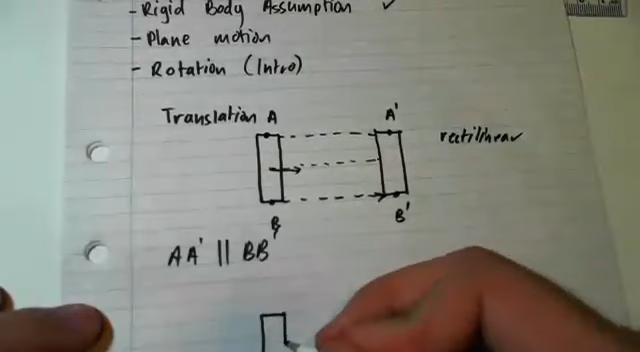 - Rigid Body Assumption ✓
- Plane motion
- Rotation (Intro)
Translation A A'
rectilinear
B B'
AA' || BB'